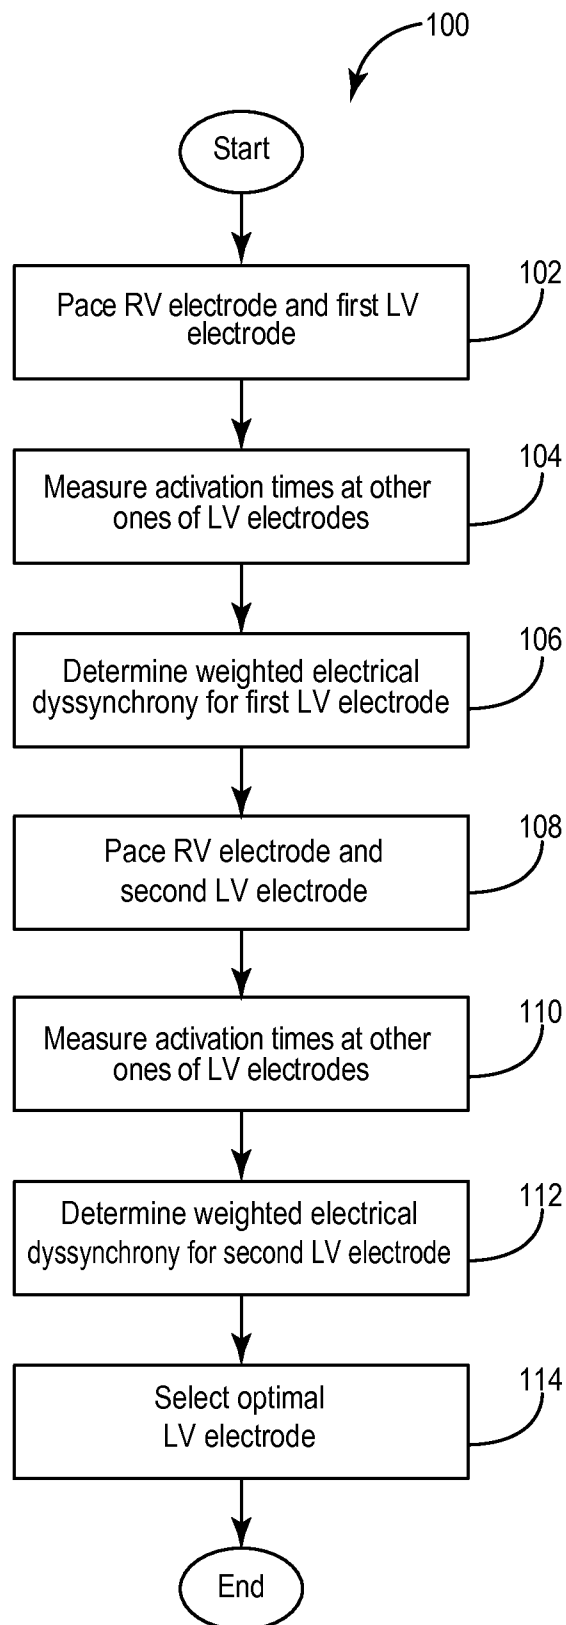 100
Start
102
Pace RV electrode and first LV
electrode
104
Measure activation times at other
ones of LV electrodes
106
Determine weighted electrical
dyssynchrony for first LV electrode
108
Pace RV electrode and
second LV electrode
110
Measure activation times at other
ones of LV electrodes
112
Determine weighted electrical
dyssynchrony for second LV electrode
114
Select optimal
LV electrode
End